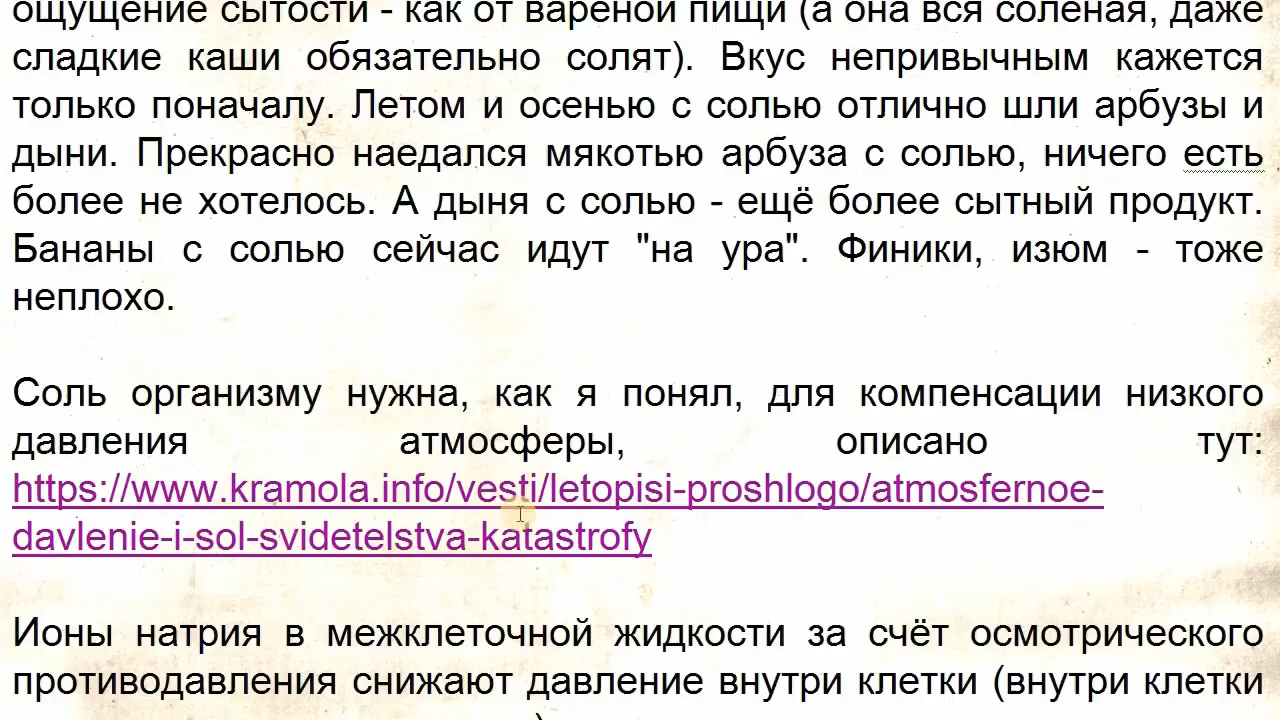 ощущение сытости - как от варёной пищи (а она вся солёная, даже
сладкие каши обязательно солят). Вкус непривычным кажется
только поначалу. Летом и осенью с солью отлично шли арбузы и
дыни. Прекрасно наедался мякотью арбуза с солью, ничего есть
более не хотелось. А дыня с солью - ещё более сытный продукт.
Бананы с солью сейчас идут "на ура". Финики, изюм - тоже
неплохо.
Соль организму нужна, как я понял, для компенсации низкого
давления атмосферы, описано тут:
https://www.kramola.info/vesti/letopisi-proshlogo/atmosfernoe-
davlenie-i-sol-svidetelstva-katastrofy
Ионы натрия в межклеточной жидкости за счёт осмотрического
противодавления снижают давление внутри клетки (внутри клетки